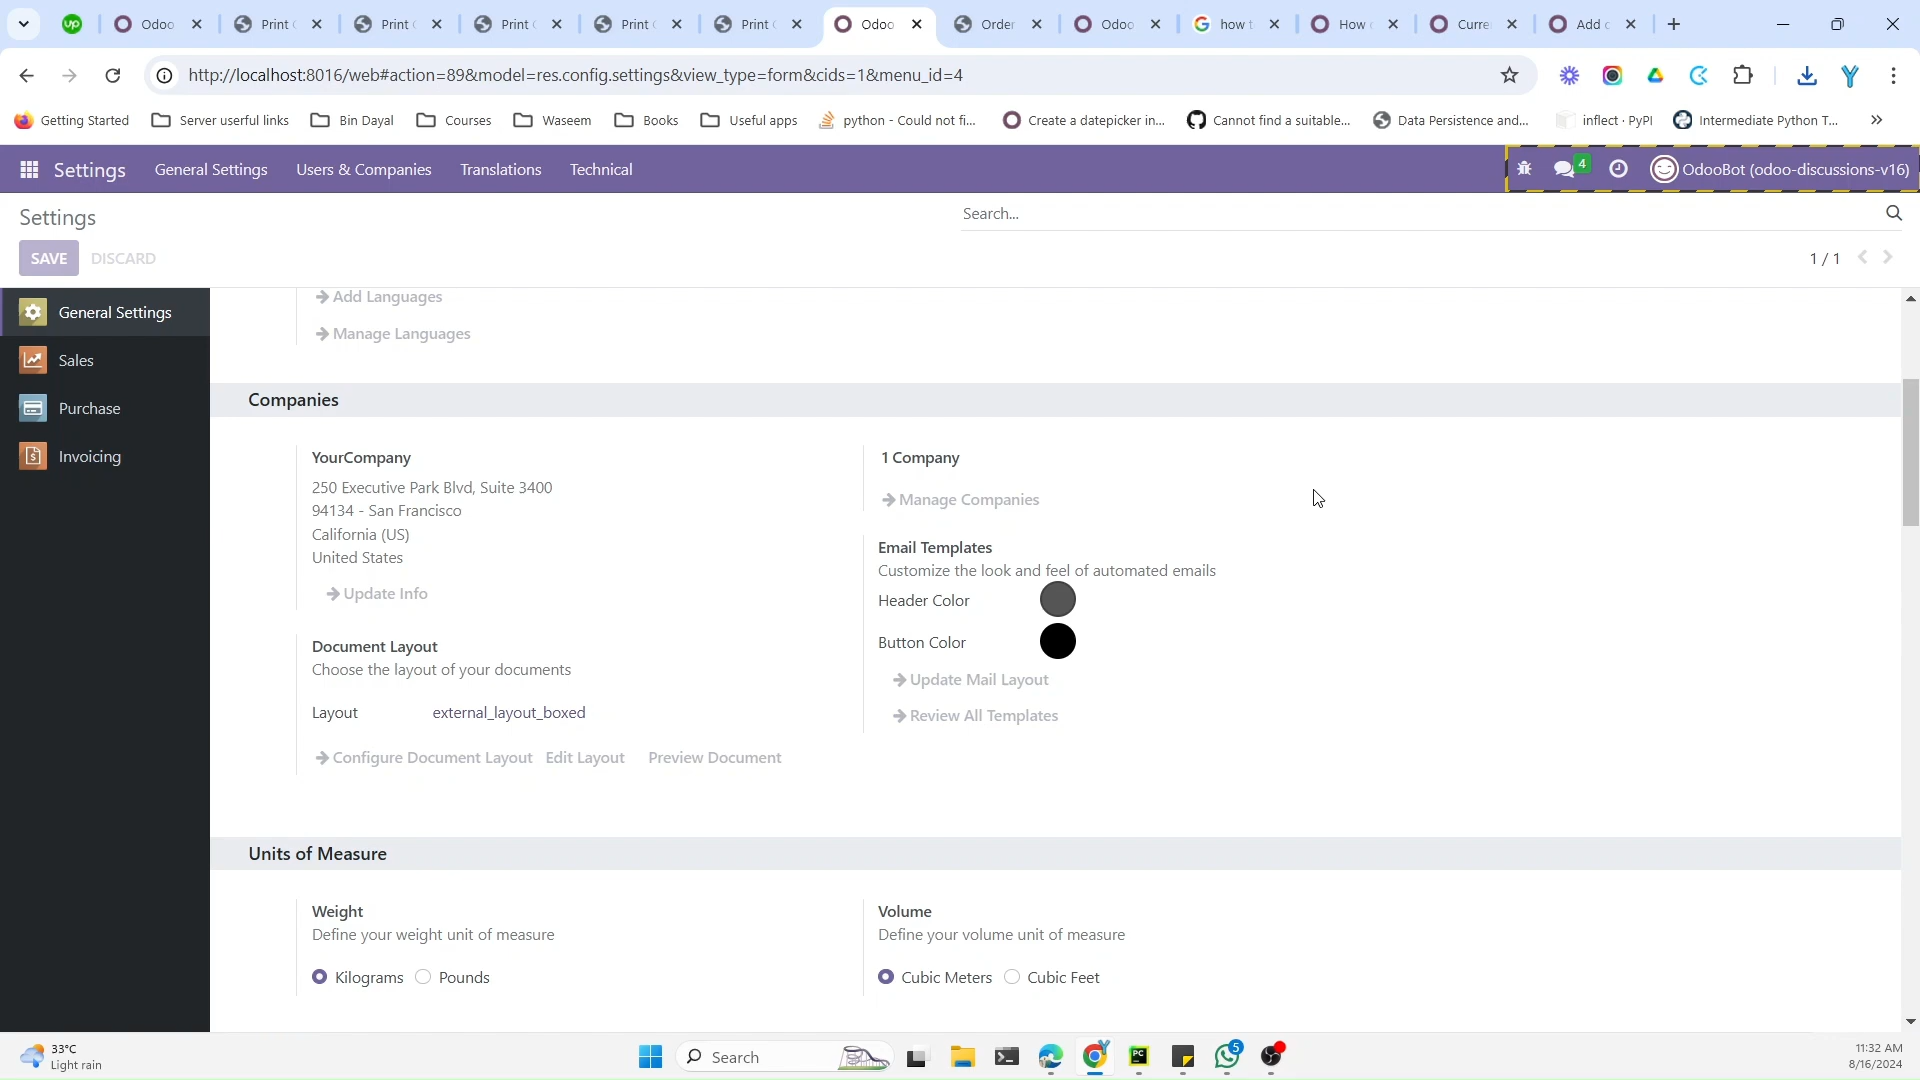 Odoo
Print
Print
Print
Print
Print
Odoo
Order
Odoo
how t
How
Curre
Add c
http://localhost:8016/web#action=89&model=res.config.settings&view_type=form&cids=1&menu_id=4
Getting Started
Server userful links
Bin Dayal
Courses
Waseem
Books
Useful apps
python - Could not fi...
Create a datepicker in...
Cannot find a suitable...
Data Persistence and...
inflect · PyPI
Intermediate Python T...
Settings
General Settings
Users & Companies
Translations
Technical
4
OdooBot (odoo-discussions-v16)
Settings
Search...
SAVE
DISCARD
1 / 1
General Settings
Sales
Purchase
Invoicing
Add Languages
Manage Languages
Companies
YourCompany
250 Executive Park Blvd, Suite 3400
94134 - San Francisco
California (US)
United States
Update Info
1 Company
Manage Companies
Email Templates
Customize the look and feel of automated emails
Header Color
Button Color
Update Mail Layout
Review All Templates
Document Layout
Choose the layout of your documents
Layout external_layout_boxed
Configure Document Layout Edit Layout Preview Document
Units of Measure
Weight
Define your weight unit of measure
Kilograms Pounds
Volume
Define your volume unit of measure
Cubic Meters Cubic Feet
33°C
Light rain
Search
PC
5
11:32 AM
8/16/2024